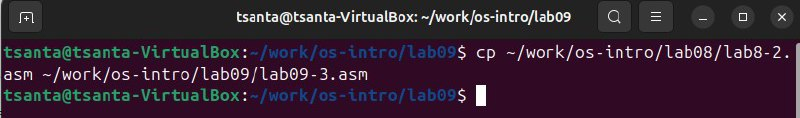 tsanta@tsanta-VirtualBox: ~/work/os-intro/lab09
tsanta@tsanta-VirtualBox:~/work/os-intro/lab09$ cp ~/work/os-intro/lab08/lab8-2.
asm ~/work/os-intro/lab09/lab09-3.asm
tsanta@tsanta-VirtualBox:~/work/os-intro/lab09$